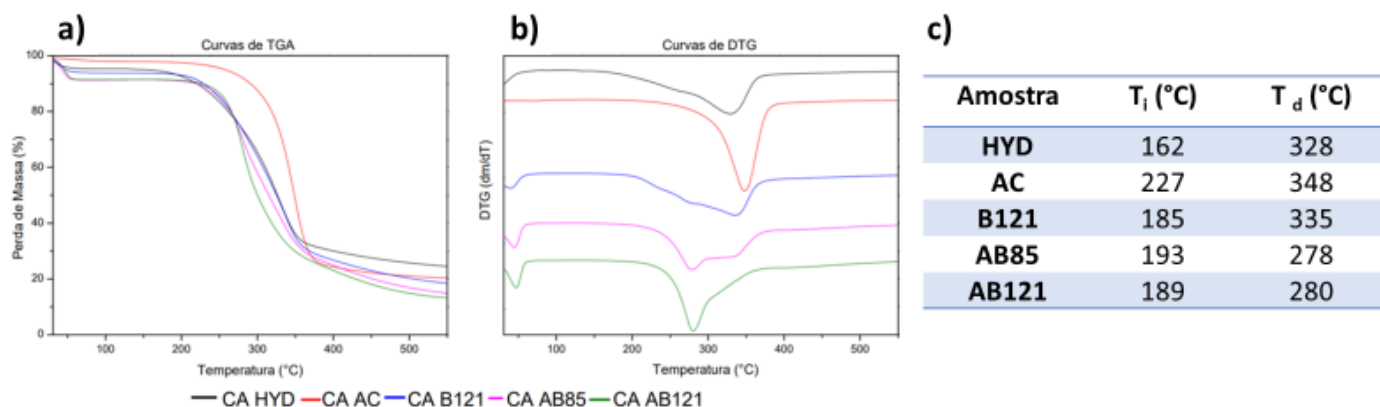 a)
Curvas de TGA
100
80
60
40
20
0
Perda de Massa (%)
100 200 300 400 500
Temperatura (°C)
b)
Curvas de DTG
DTG (dm/dT)
100 200 300 400 500
Temperatura (°C)
CA HYD CA AC CA B121 CA AB85 CA AB121
c)
Amostra Ti (°C) T d (°C)
HYD 162 328
AC 227 348
B121 185 335
AB85 193 278
AB121 189 280